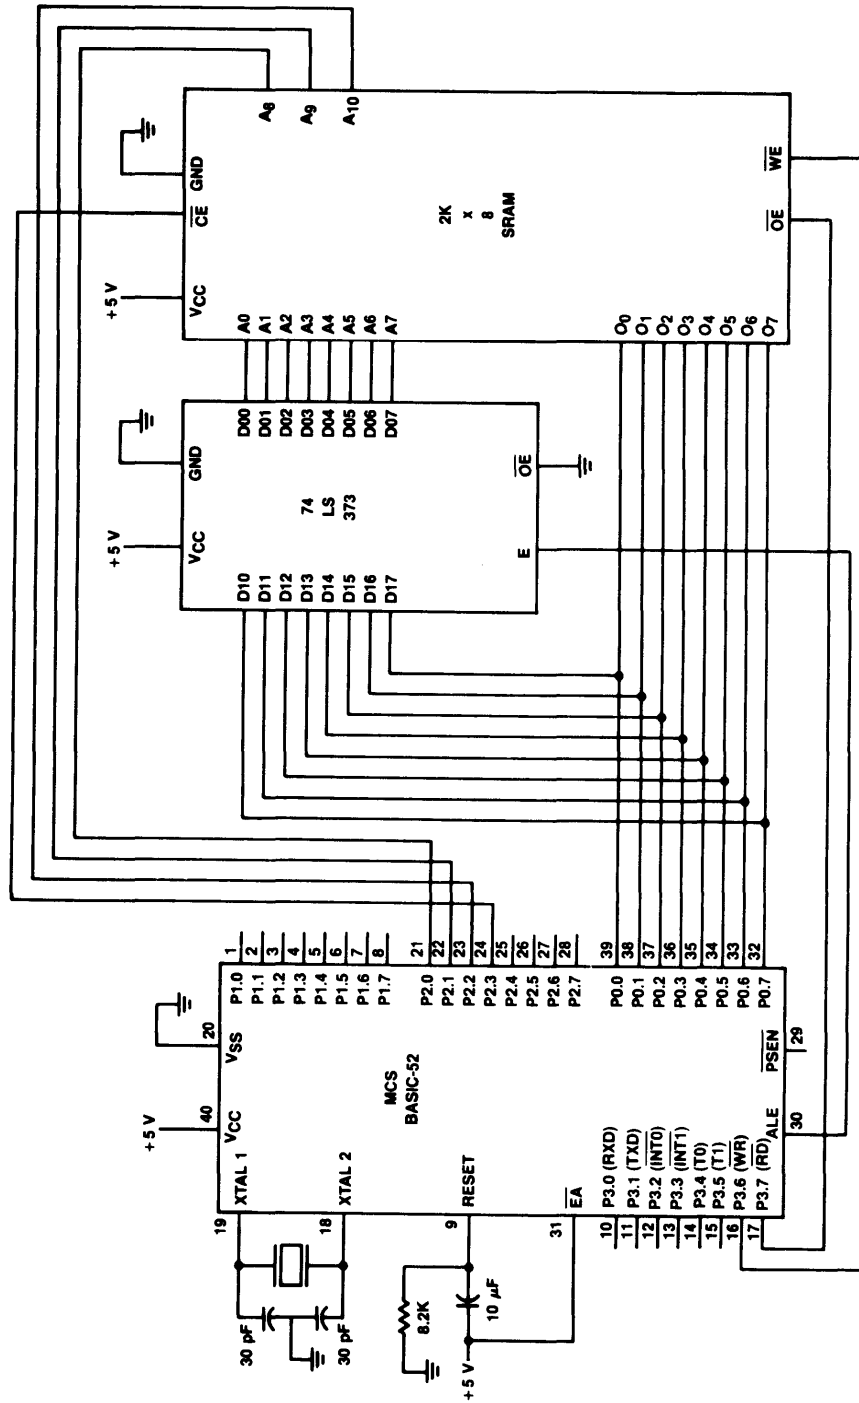 A8
A9
A10
GND
CE
+5 V
VCC
2K
x
8
SRAM
WE
OE
A0
A1
A2
A3
A4
A5
A6
A7
O0
O1
O2
O3
O4
O5
O6
O7
D00
D01
D02
D03
D04
D05
D06
D07
GND
+5 V
VCC
74
LS
373
OE
E
D10
D11
D12
D13
D14
D15
D16
D17
1
2
3
4
5
6
7
8
21
22
23
24
25
26
27
28
39
38
37
36
35
34
33
32
P1.0
P1.1
P1.2
P1.3
P1.4
P1.5
P1.6
P1.7
P2.0
P2.1
P2.2
P2.3
P2.4
P2.5
P2.6
P2.7
P0.0
P0.1
P0.2
P0.3
P0.4
P0.5
P0.6
P0.7
20
VSS
+5 V
40
VCC
MCS
BASIC-52
PSEN
29
ALE
30
XTAL 1
XTAL 2
RESET
EA
P3.0 (RXD)
P3.1 (TXD)
P3.2 (INT0)
P3.3 (INT1)
P3.4 (T0)
P3.5 (T1)
P3.6 (WR)
P3.7 (RD)
19
18
9
31
10
11
12
13
14
15
16
17
30 pF
30 pF
8.2K
10 μF
+5 V